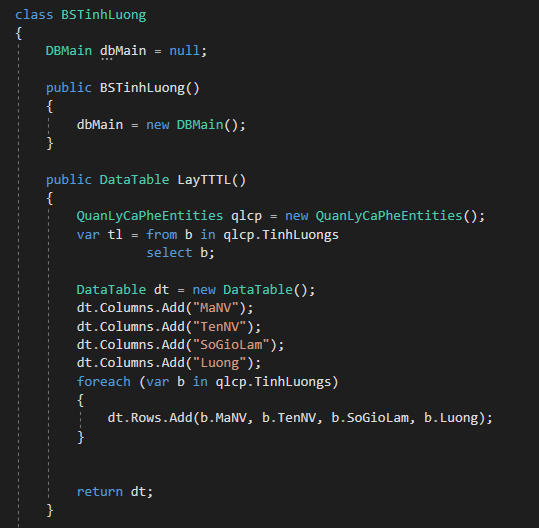 class BSTinhLuong
{
DBMain dbMain = null;
public BSTinhLuong()
{
dbMain = new DBMain();
}
public DataTable LayTTTL()
{
QuanLyCaPheEntities qlcp = new QuanLyCaPheEntities();
var tl = from b in qlcp.TinhLuongs
select b;
DataTable dt = new DataTable();
dt.Columns.Add("MaNV");
dt.Columns.Add("TenNV");
dt.Columns.Add("SoGioLam");
dt.Columns.Add("Luong");
foreach (var b in qlcp.TinhLuongs)
{
dt.Rows.Add(b.MaNV, b.TenNV, b.SoGioLam, b.Luong);
}
return dt;
}